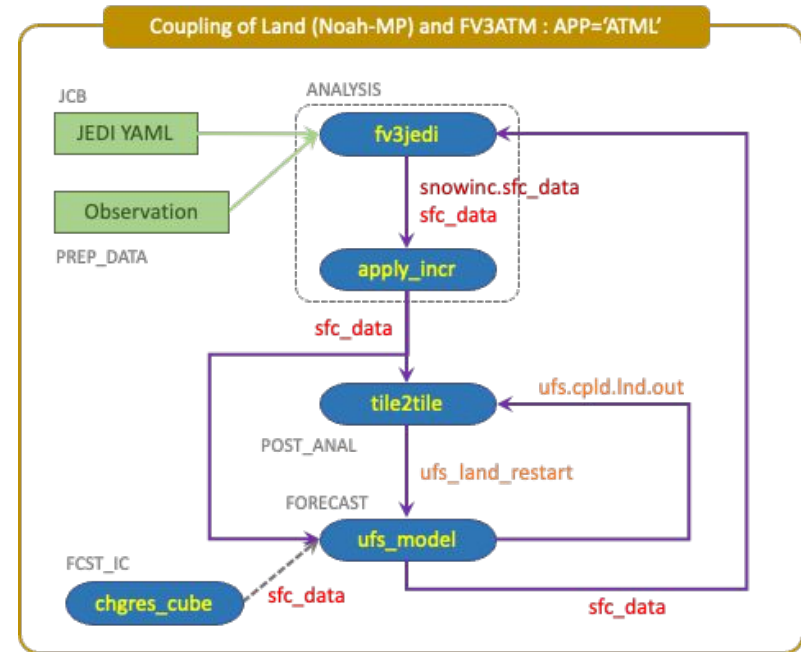 Coupling of Land (Noah-MP) and FV3ATM : APP=‘ATML’
JCB
ANALYSIS
JEDI YAML
fv3jedi
snowinc.sfc_data
sfc_data
Observation
PREP_DATA
apply_incr
sfc_data
ufs.cpld.lnd.out
tile2tile
POST_ANAL
ufs_land_restart
FORECAST
ufs_model
FCST_IC
chgres_cube
sfc_data
sfc_data